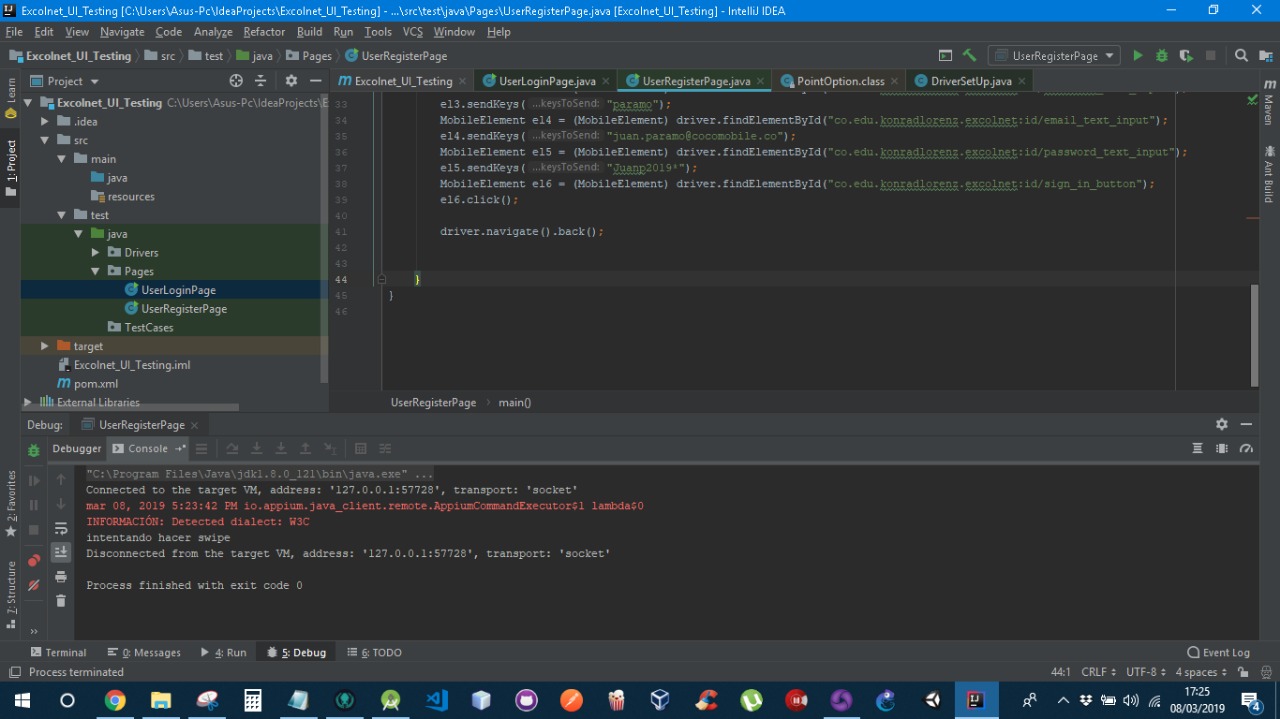 Excolnet_UI_Testing [C:\Users\Asus-Pc\IdeaProjects\Excolnet_UI_Testing] - ...\src\test\java\Pages\UserRegisterPage.java [Excolnet_UI_Testing] - IntelliJ IDEA
File Edit View Navigate Code Analyze Refactor Build Run Tools VCS Window Help
Excolnet_UI_Testing src test java Pages UserRegisterPage
UserRegisterPage
Project
Excolnet_UI_Testing UserLoginPage.java UserRegisterPage.java PointOption.class DriverSetUp.java
Learn
1: Project
2: Favorites
7: Structure
Maven
Ant Build
Excolnet_UI_Testing C:\Users\Asus-Pc\IdeaProjects\E
.idea
src
main
java
resources
test
java
Drivers
Pages
UserLoginPage
UserRegisterPage
TestCases
target
Excolnet_UI_Testing.iml
pom.xml
External Libraries
33 el3.sendKeys( ...keysToSend: "paramo");
34 MobileElement el4 = (MobileElement) driver.findElementById("co.edu.konradlorenz.excolnet:id/email_text_input");
35 el4.sendKeys( ...keysToSend: "juan.paramo@cocomobile.co");
36 MobileElement el5 = (MobileElement) driver.findElementById("co.edu.konradlorenz.excolnet:id/password_text_input");
37 el5.sendKeys( ...keysToSend: "Juanp2019*");
38 MobileElement el6 = (MobileElement) driver.findElementById("co.edu.konradlorenz.excolnet:id/sign_in_button");
39 el6.click();
40
41 driver.navigate().back();
42
43
44 }
45 }
46
UserRegisterPage main()
Debug: UserRegisterPage
Debugger Console
"C:\Program Files\Java\jdk1.8.0_121\bin\java.exe" ...
Connected to the target VM, address: '127.0.0.1:57728', transport: 'socket'
mar 08, 2019 5:23:42 PM io.appium.java_client.remote.AppiumCommandExecutor$1 lambda$0
INFORMACIÓN: Detected dialect: W3C
intentando hacer swipe
Disconnected from the target VM, address: '127.0.0.1:57728', transport: 'socket'
Process finished with exit code 0
Terminal 0: Messages 4: Run 5: Debug 6: TODO Event Log
Process terminated 44:1 CRLF UTF-8 4 spaces
17:25
08/03/2019
4